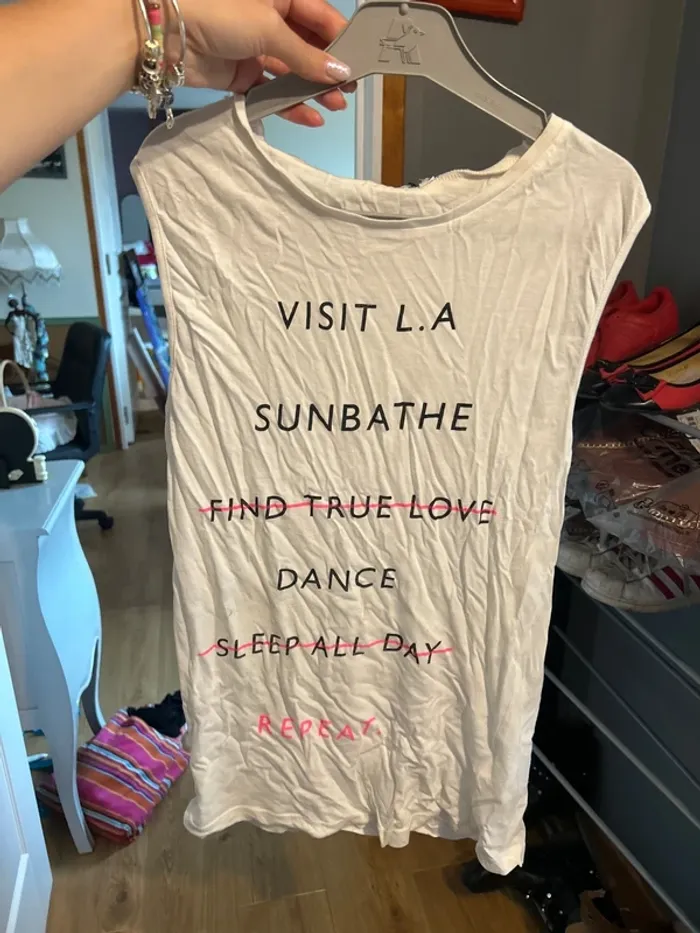 VISIT L.A
SUNBATHE
FIND TRUE LOVE
DANCE
SLEEP ALL DAY
REPEAT.